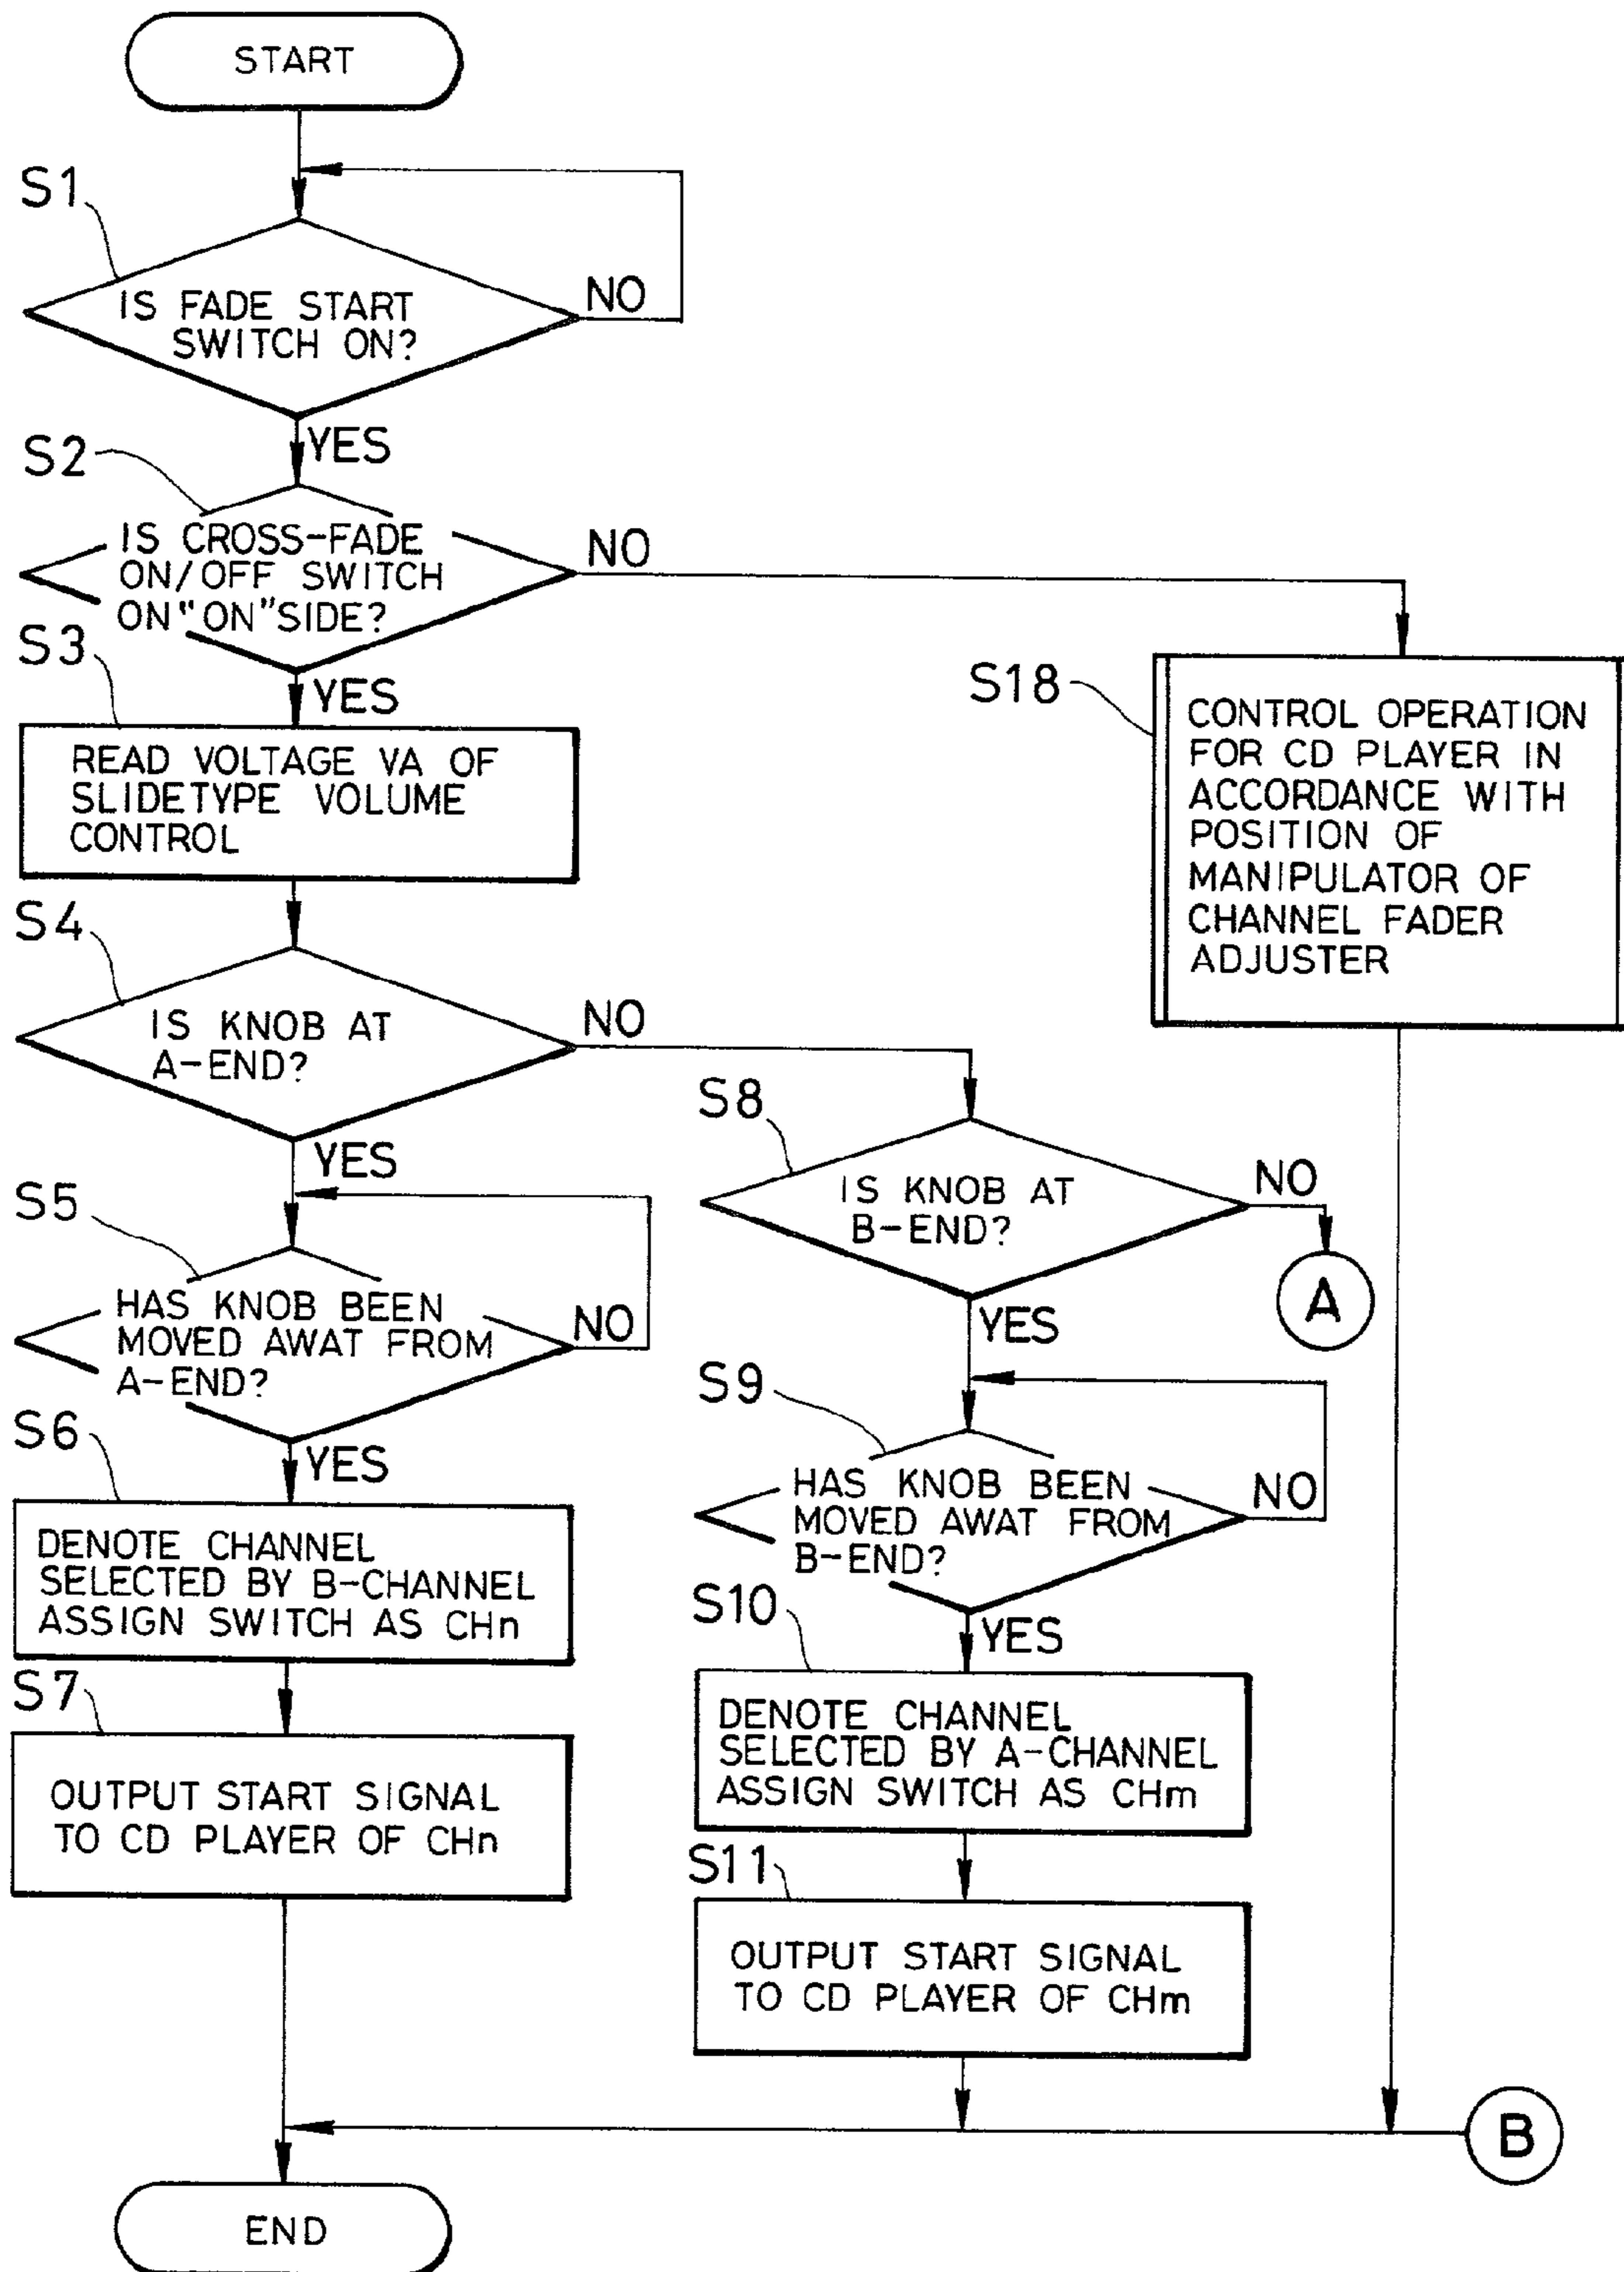 START
S1
IS FADE START
SWITCH ON?
NO
YES
S2
IS CROSS-FADE
ON/OFF SWITCH
ON "ON" SIDE?
NO
YES
S3
READ VOLTAGE VA OF
SLIDETYPE VOLUME
CONTROL
S18
CONTROL OPERATION
FOR CD PLAYER IN
ACCORDANCE WITH
POSITION OF
MANIPULATOR OF
CHANNEL FADER
ADJUSTER
S4
IS KNOB AT
A-END?
NO
YES
S5
HAS KNOB BEEN
MOVED AWAT FROM
A-END?
NO
YES
S6
DENOTE CHANNEL
SELECTED BY B-CHANNEL
ASSIGN SWITCH AS CHn
S7
OUTPUT START SIGNAL
TO CD PLAYER OF CHn
S8
IS KNOB AT
B-END?
NO
A
YES
S9
HAS KNOB BEEN
MOVED AWAT FROM
B-END?
NO
YES
S10
DENOTE CHANNEL
SELECTED BY A-CHANNEL
ASSIGN SWITCH AS CHm
S11
OUTPUT START SIGNAL
TO CD PLAYER OF CHm
B
END